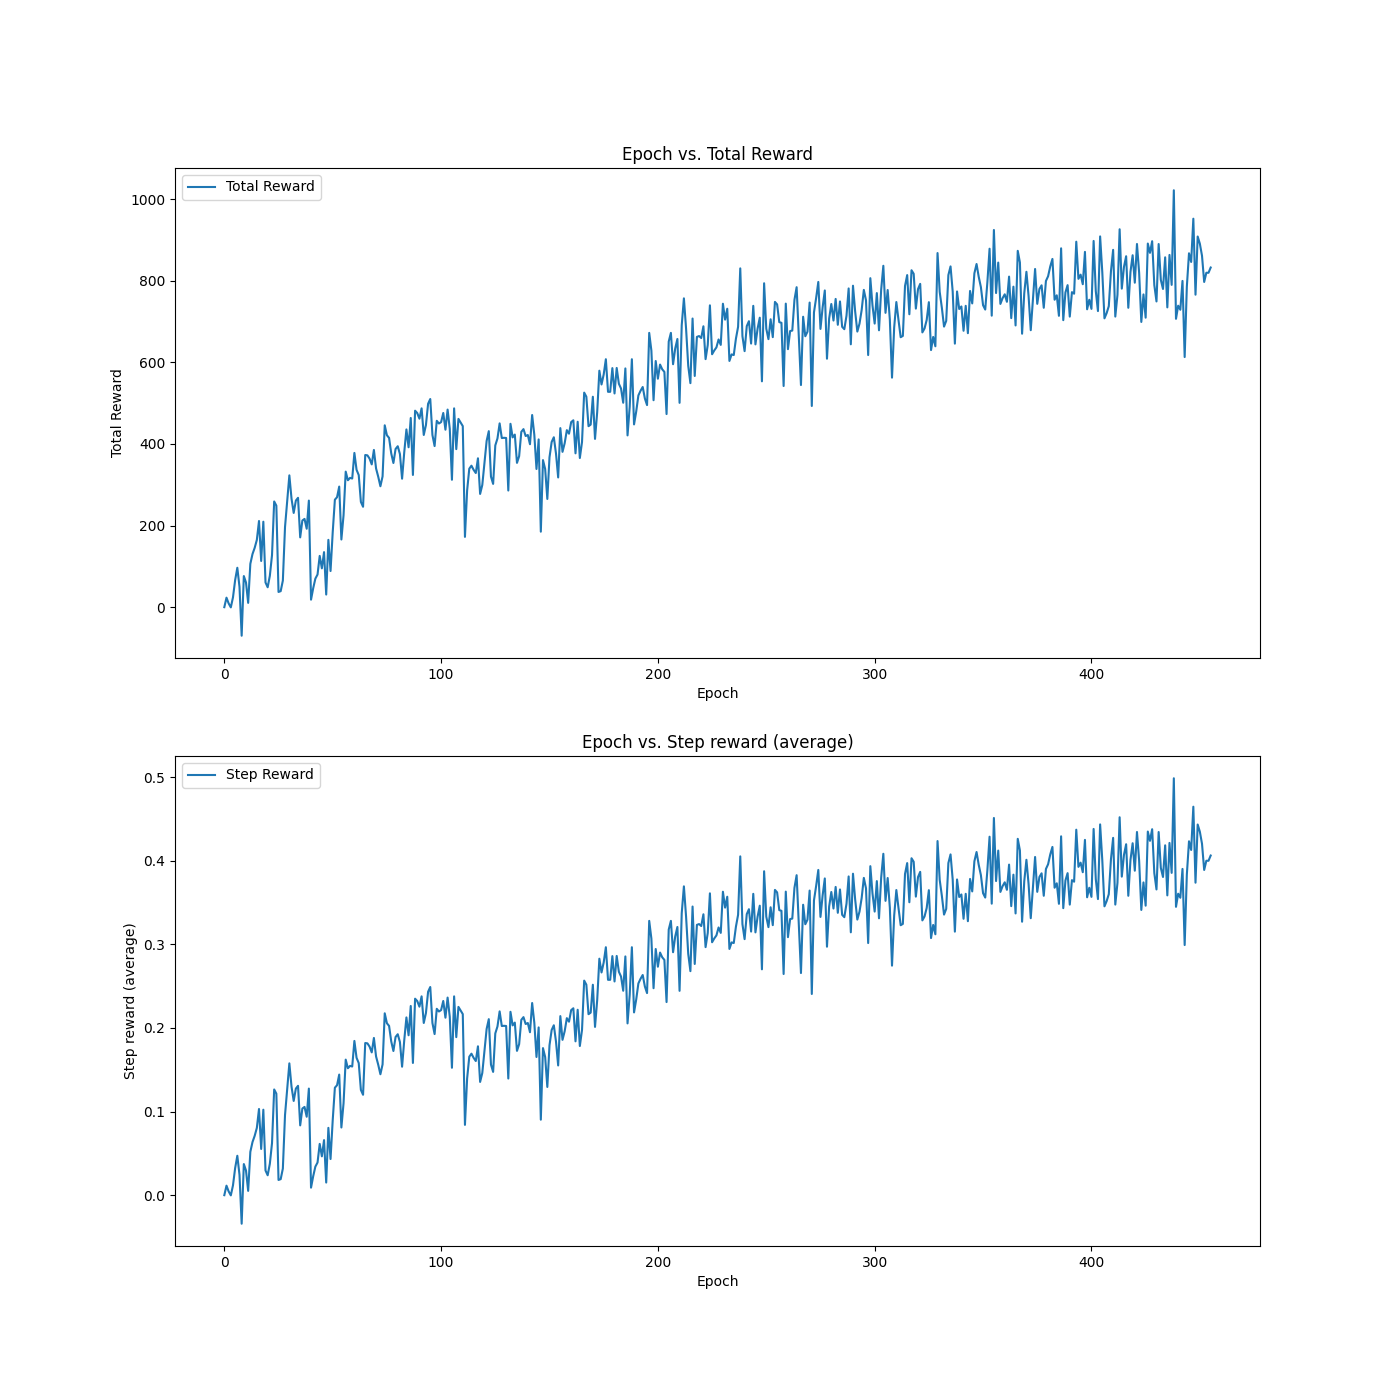 Epoch vs. Total Reward
Total Reward
1000
800
600
400
200
0
Total Reward
0 100 200 300 400
Epoch
Epoch vs. Step reward (average)
Step Reward
0.5
0.4
0.3
0.2
0.1
0.0
Step reward (average)
0 100 200 300 400
Epoch